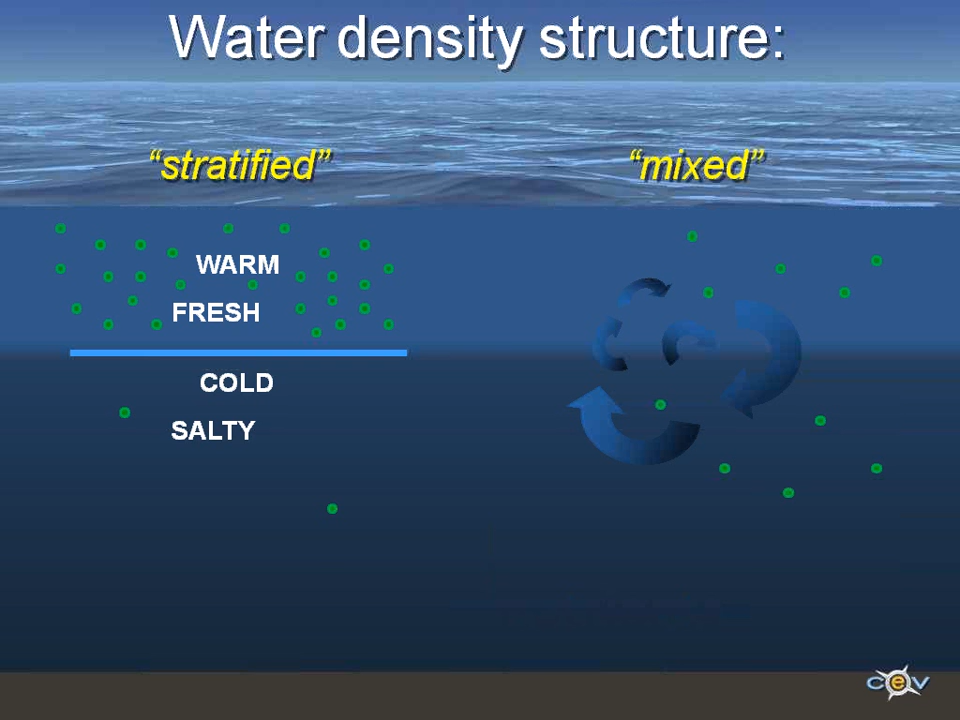 Water density structure:
“stratified”
“mixed”
WARM
FRESH
COLD
SALTY
cev